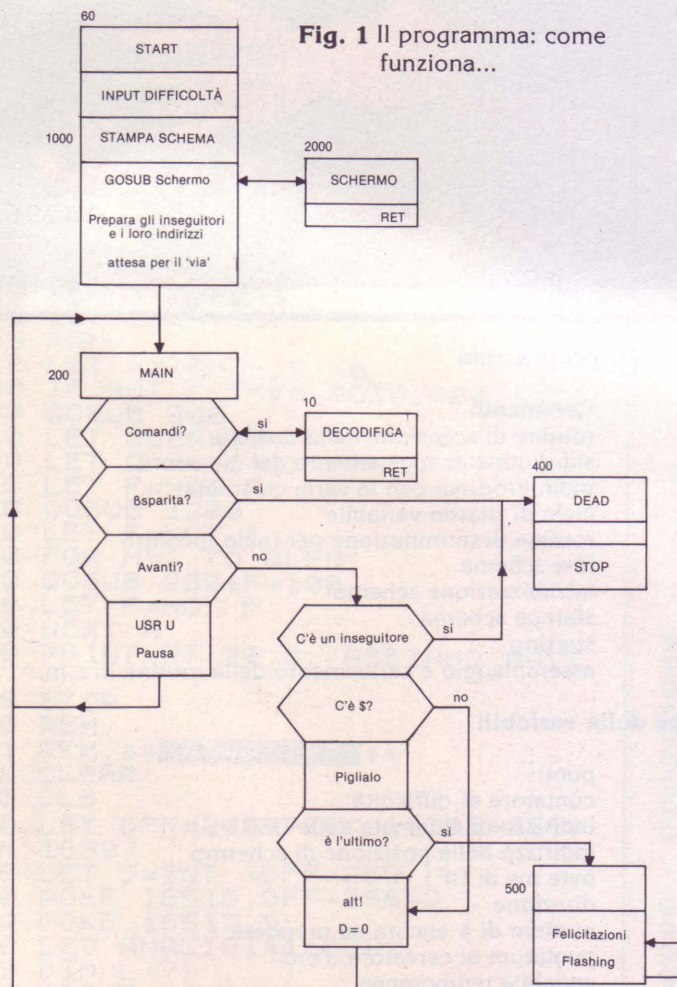 Fig. 1 Il programma: come
funziona...
60
START
INPUT DIFFICOLTÀ
1000
STAMPA SCHEMA
GOSUB Schermo
Prepara gli inseguitori
e i loro indirizzi
attesa per il 'via'
2000
SCHERMO
RET
200
MAIN
Comandi?
si
10
DECODIFICA
RET
ßsparita?
si
400
DEAD
STOP
Avanti?
no
USR U
Pausa
C'è un inseguitore
si
C'è $?
no
Piglialo
è l'ultimo?
si
alt!
D=0
500
Felicitazioni
Flashing